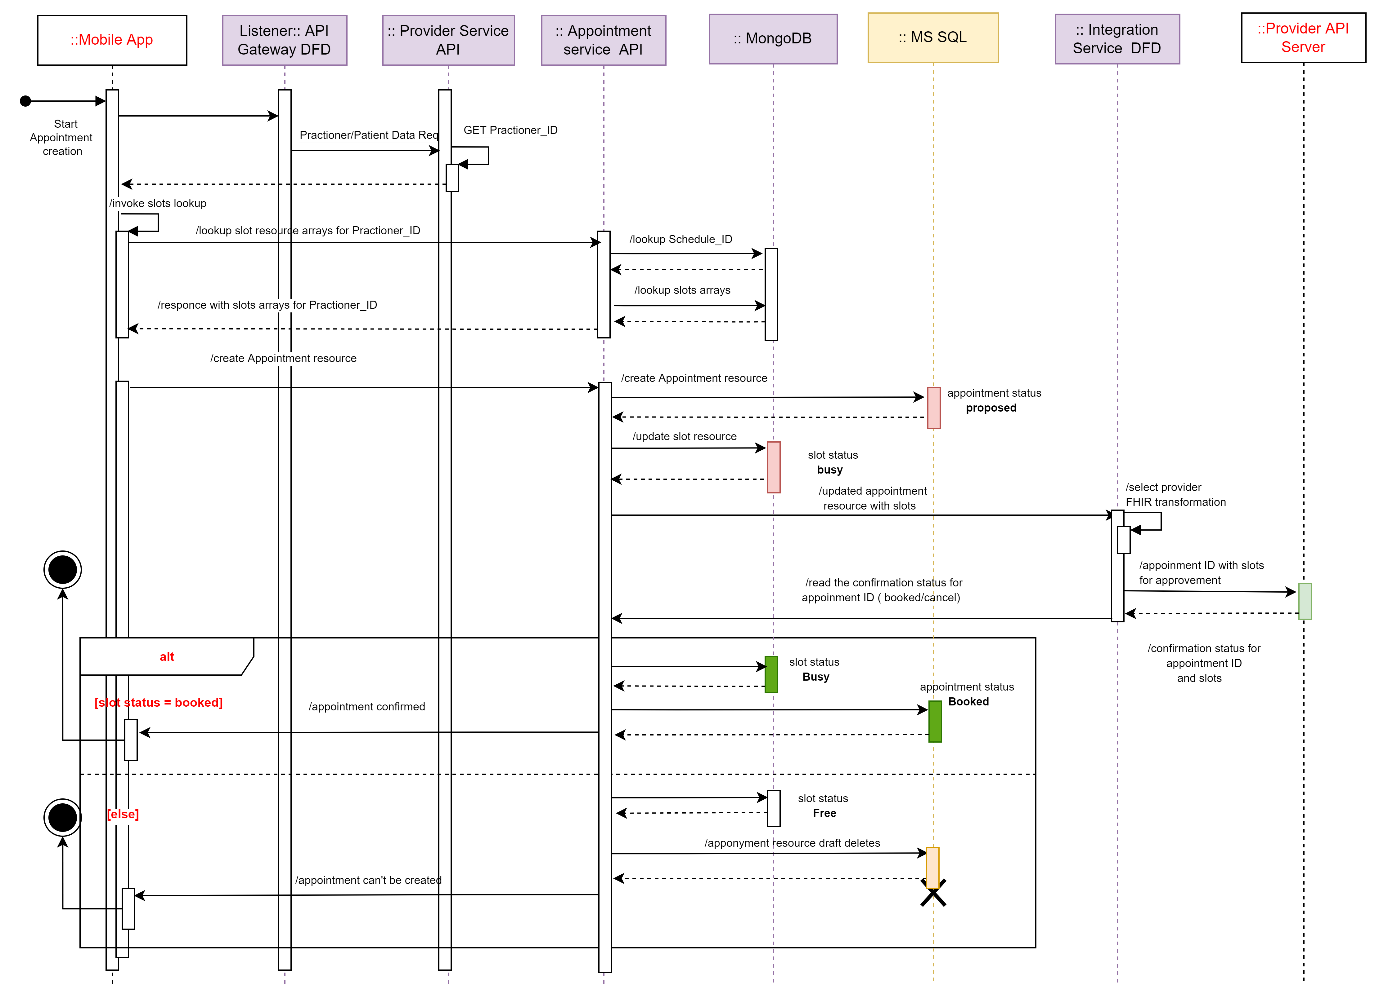 ::Mobile App
Listener:: API
Gateway DFD
:: Provider Service
API
:: Appointment
service  API
:: MongoDB
:: MS SQL
:: Integration
Service  DFD
::Provider API
Server
Start
Appointment
creation
Practioner/Patient Data Req
GET Practioner_ID
/invoke slots lookup
/lookup slot resource arrays for Practioner_ID
/lookup Schedule_ID
/lookup slots arrays
/responce with slots arrays for Practioner_ID
/create Appointment resource
/create Appointment resource
appointment status
proposed
/update slot resource
slot status
busy
/updated appointment
resource with slots
/select provider
FHIR transformation
/appoinment ID with slots
for approvement
/read the confirmation status for
appoinment ID ( booked/cancel)
/confirmation status for
appointment ID
and slots
alt
[slot status = booked]
slot status
Busy
appointment status
Booked
/appointment confirmed
[else]
slot status
Free
/apponyment resource draft deletes
/appointment can't be created